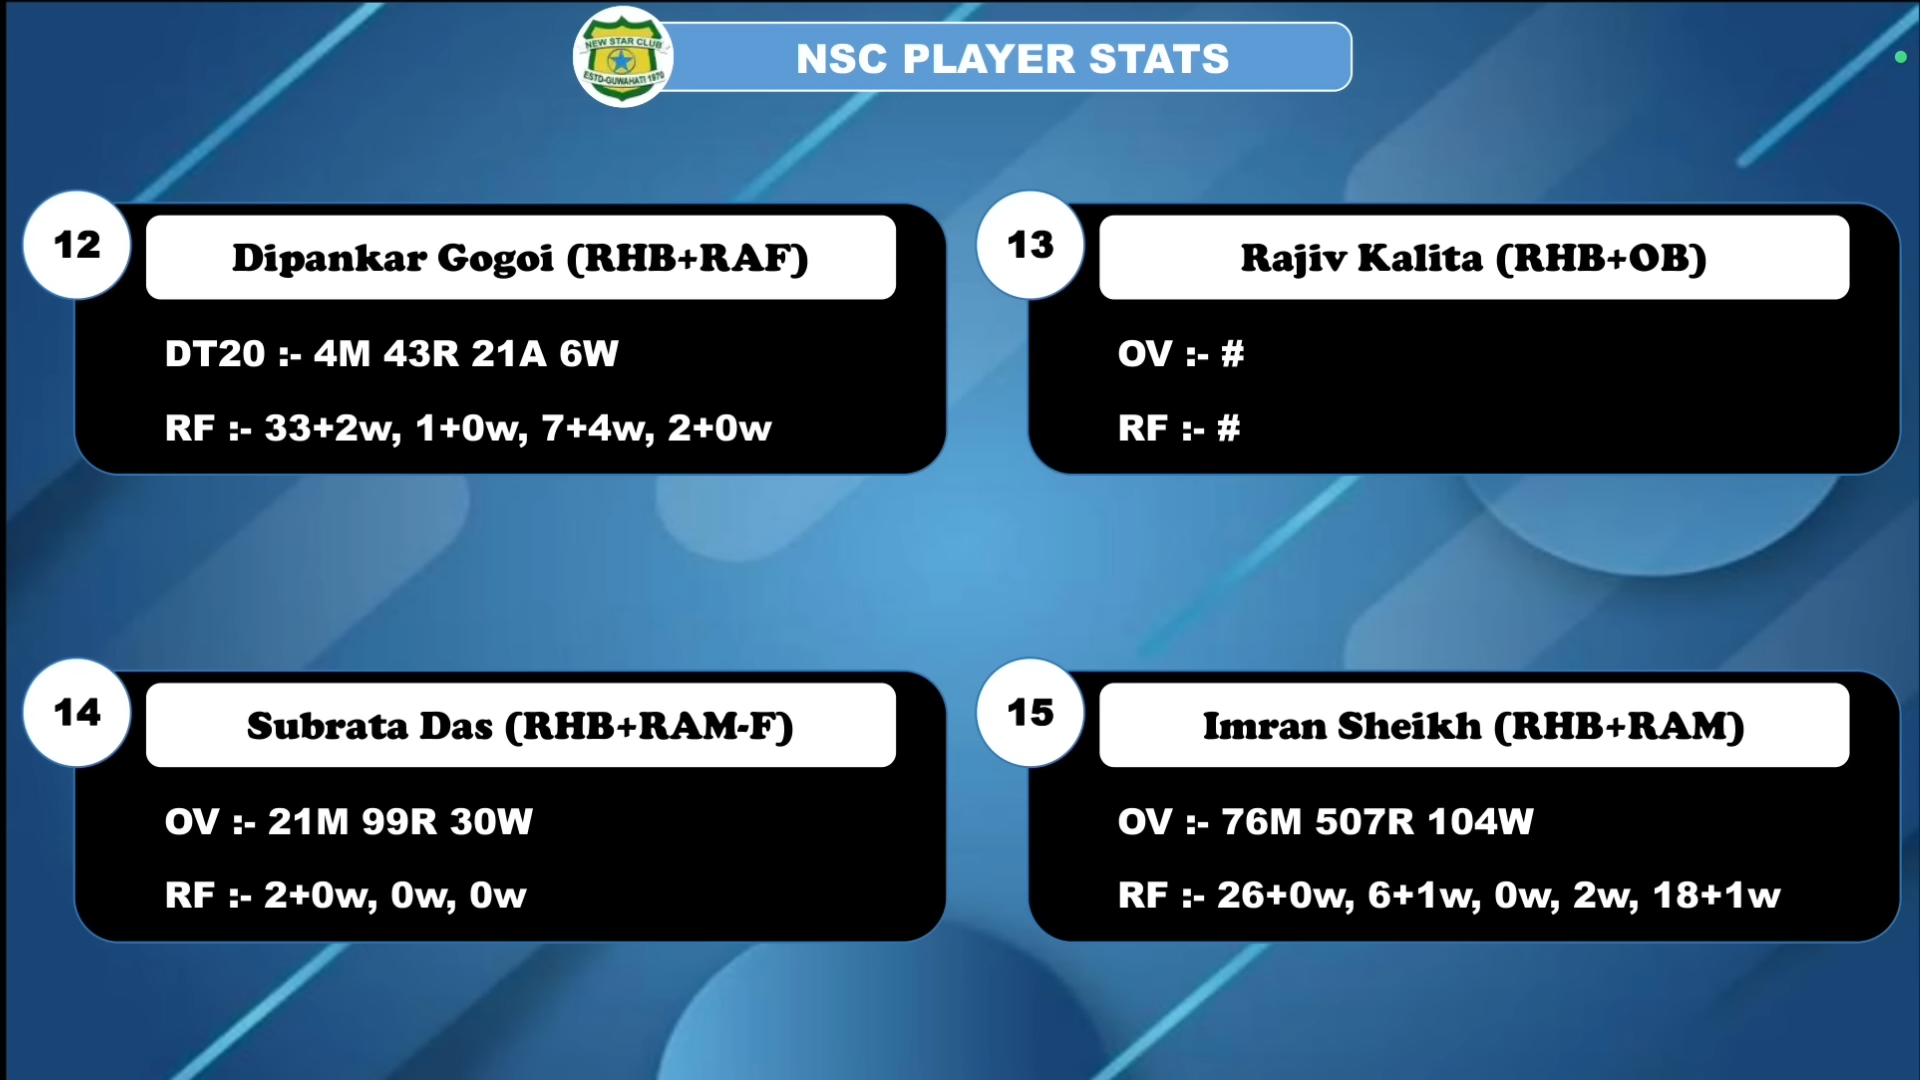 NEW STAR CLUB
ESTD-GUWAHATI 1970
NSC PLAYER STATS
12
Dipankar Gogoi (RHB+RAF)
DT20 :- 4M 43R 21A 6W
RF :- 33+2w, 1+0w, 7+4w, 2+0w
13
Rajiv Kalita (RHB+OB)
OV :- #
RF :- #
14
Subrata Das (RHB+RAM-F)
OV :- 21M 99R 30W
RF :- 2+0w, 0w, 0w
15
Imran Sheikh (RHB+RAM)
OV :- 76M 507R 104W
RF :- 26+0w, 6+1w, 0w, 2w, 18+1w